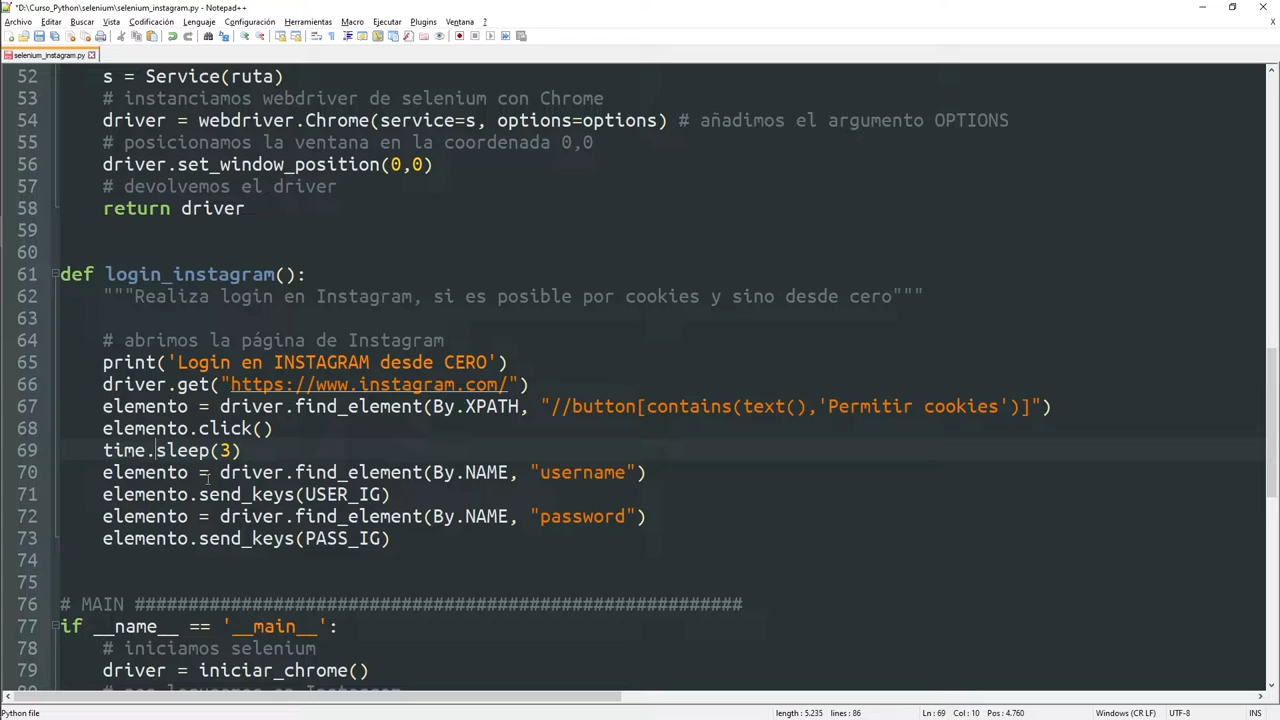 *D:\Curso_Python\selenium\selenium_instagram.py - Notepad++
Archivo Editar Buscar Vista Codificación Lenguaje Configuración Herramientas Macro Ejecutar Plugins Ventana ?
selenium_instagram.py
52 s = Service(ruta)
53 # instanciamos webdriver de selenium con Chrome
54 driver = webdriver.Chrome(service=s, options=options) # añadimos el argumento OPTIONS
55 # posicionamos la ventana en la coordenada 0,0
56 driver.set_window_position(0,0)
57 # devolvemos el driver
58 return driver
59
60
61 def login_instagram():
62 """Realiza login en Instagram, si es posible por cookies y sino desde cero"""
63
64 # abrimos la página de Instagram
65 print('Login en INSTAGRAM desde CERO')
66 driver.get("https://www.instagram.com/")
67 elemento = driver.find_element(By.XPATH, "//button[contains(text(),'Permitir cookies')]")
68 elemento.click()
69 time.sleep(3)
70 elemento = driver.find_element(By.NAME, "username")
71 elemento.send_keys(USER_IG)
72 elemento = driver.find_element(By.NAME, "password")
73 elemento.send_keys(PASS_IG)
74
75
76 # MAIN #########################################################
77 if __name__ == '__main__':
78 # iniciamos selenium
79 driver = iniciar_chrome()
Python file length : 5.235 lines : 86 Ln : 69 Col : 10 Pos : 4.760 Windows (CR LF) UTF-8 INS